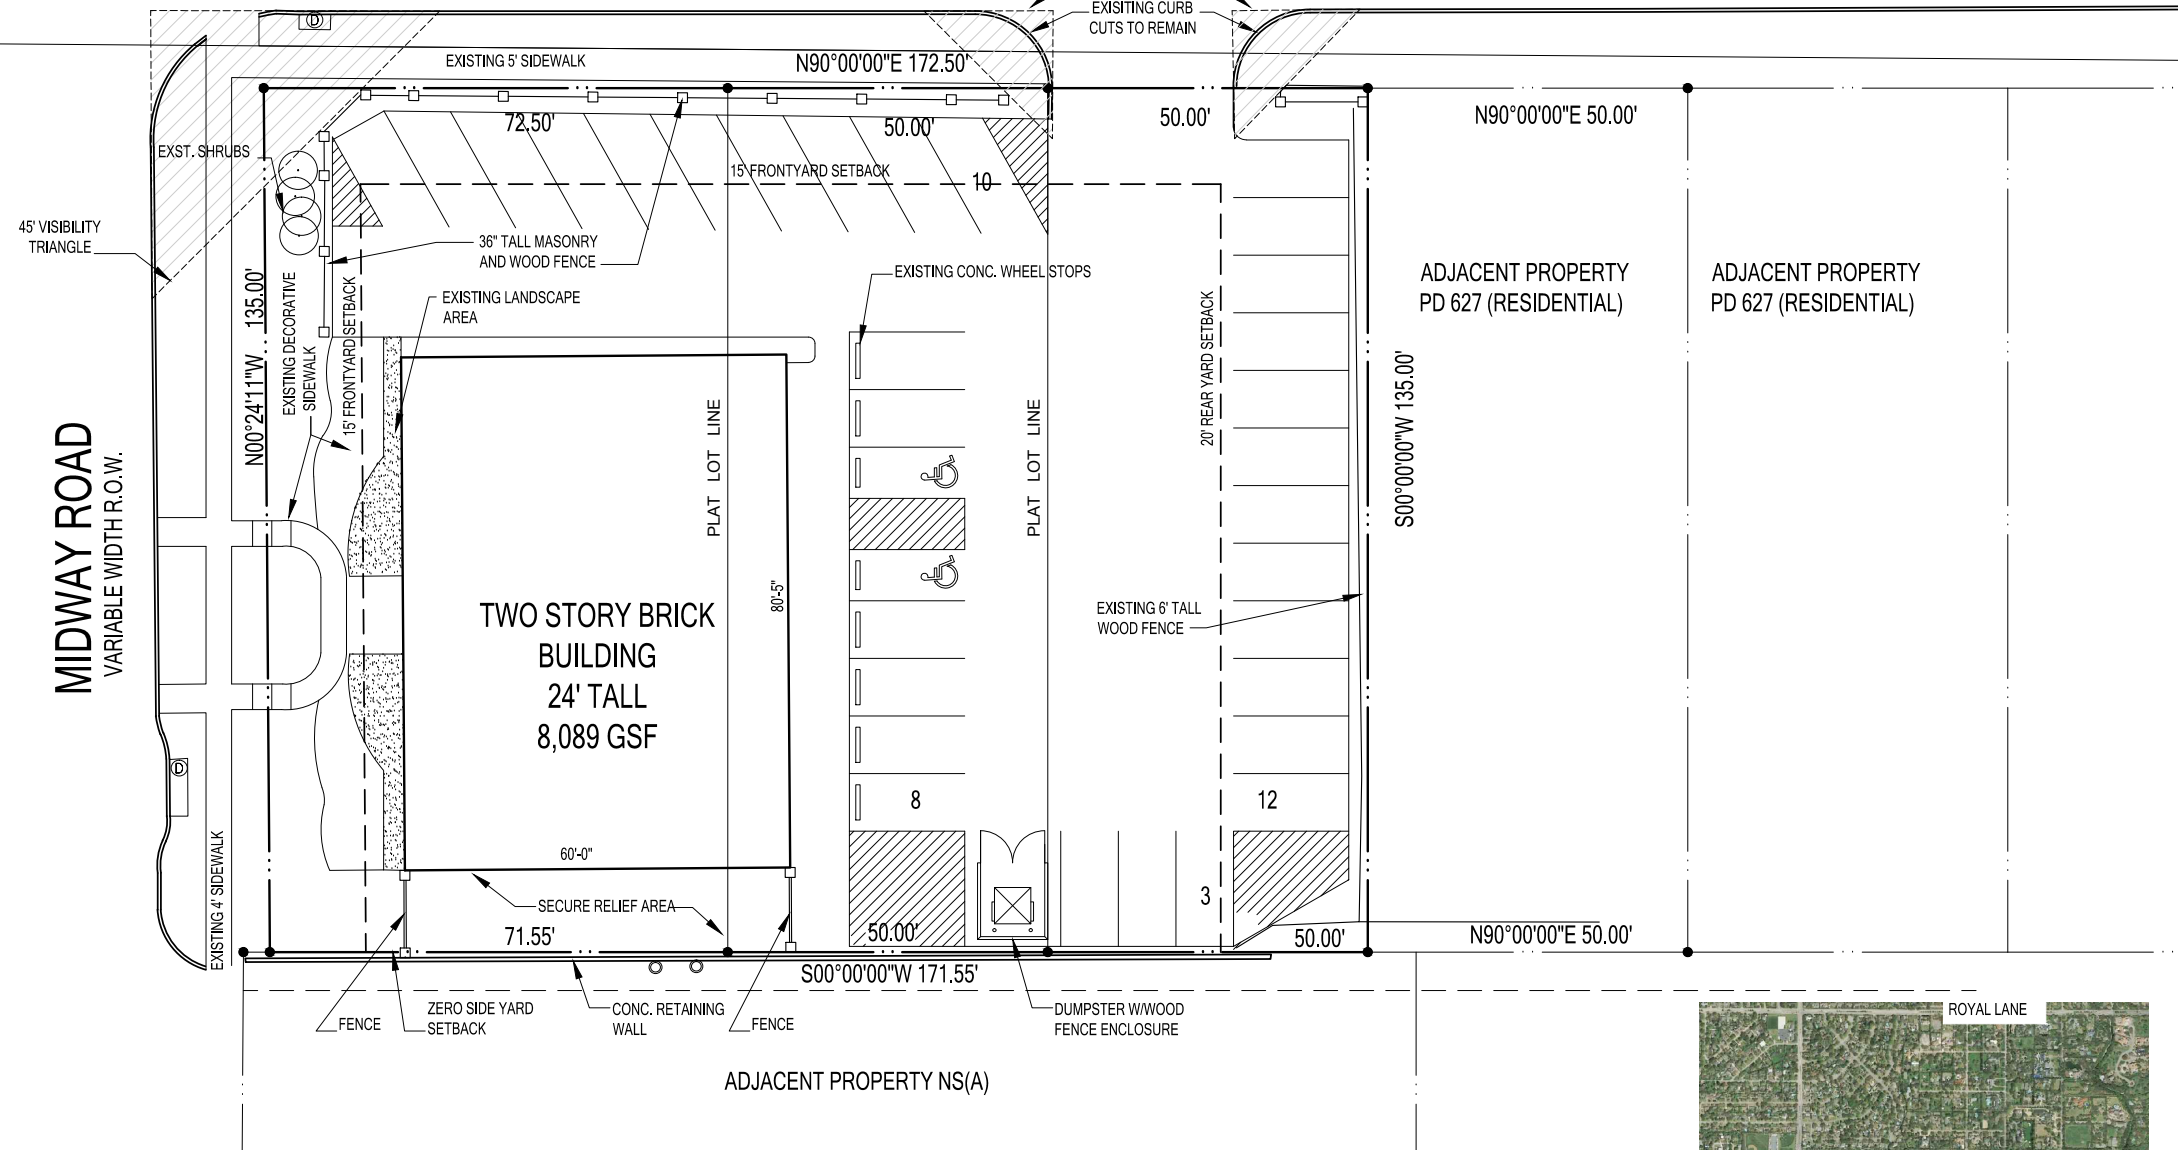 EXISITING CURB
CUTS TO REMAIN
D
EXISTING 5' SIDEWALK
N90°00'00"E 172.50'
72.50'
50.00'
50.00'
N90°00'00"E 50.00'
EXST. SHRUBS
15' FRONTYARD SETBACK
10
45' VISIBILITY
TRIANGLE
36" TALL MASONRY
AND WOOD FENCE
EXISTING CONC. WHEEL STOPS
ADJACENT PROPERTY
PD 627 (RESIDENTIAL)
ADJACENT PROPERTY
PD 627 (RESIDENTIAL)
N00°24'11"W 135.00'
EXISTING DECORATIVE
SIDEWALK
15' FRONTYARD SETBACK
EXISTING LANDSCAPE
AREA
20' REAR YARD SETBACK
S00°00'00"W 135.00'
PLAT LOT LINE
PLAT LOT LINE
MIDWAY ROAD
VARIABLE WIDTH R.O.W.
TWO STORY BRICK
BUILDING
24' TALL
8,089 GSF
80'-5"
60'-0"
EXISTING 6' TALL
WOOD FENCE
D
8
12
3
EXISTING 4' SIDEWALK
SECURE RELIEF AREA
71.55'
50.00'
50.00'
N90°00'00"E 50.00'
S00°00'00"W 171.55'
FENCE
ZERO SIDE YARD
SETBACK
CONC. RETAINING
WALL
FENCE
DUMPSTER W/WOOD
FENCE ENCLOSURE
ROYAL LANE
ADJACENT PROPERTY NS(A)